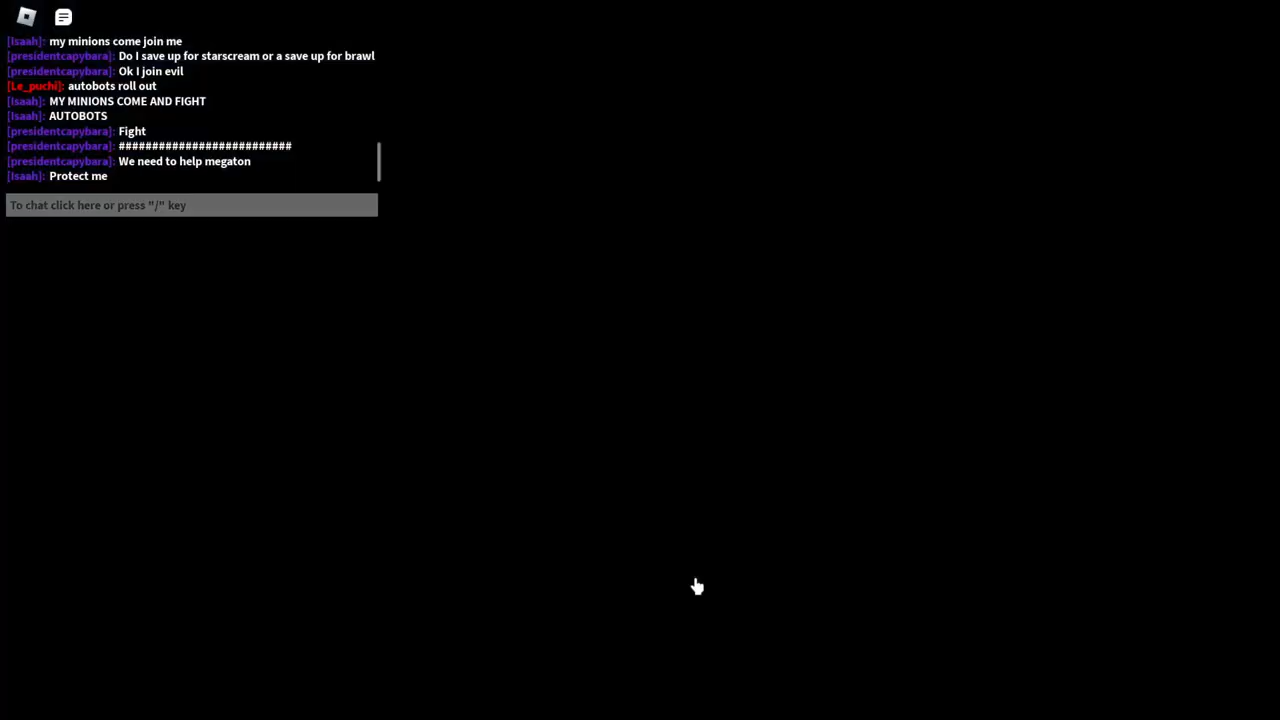 [Isaah]: my minions come join me
[presidentcapybara]: Do I save up for starscream or a save up for brawl
[presidentcapybara]: Ok I join evil
[Le_puchi]: autobots roll out
[Isaah]: MY MINIONS COME AND FIGHT
[Isaah]: AUTOBOTS
[presidentcapybara]: Fight
[presidentcapybara]: ##########################
[presidentcapybara]: We need to help megaton
[Isaah]: Protect me
To chat click here or press "/" key